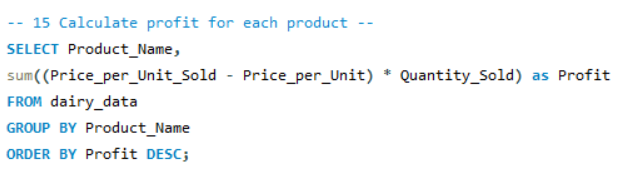 -- 15 Calculate profit for each product --
SELECT Product_Name,
sum((Price_per_Unit_Sold - Price_per_Unit) * Quantity_Sold) as Profit
FROM dairy_data
GROUP BY Product_Name
ORDER BY Profit DESC;